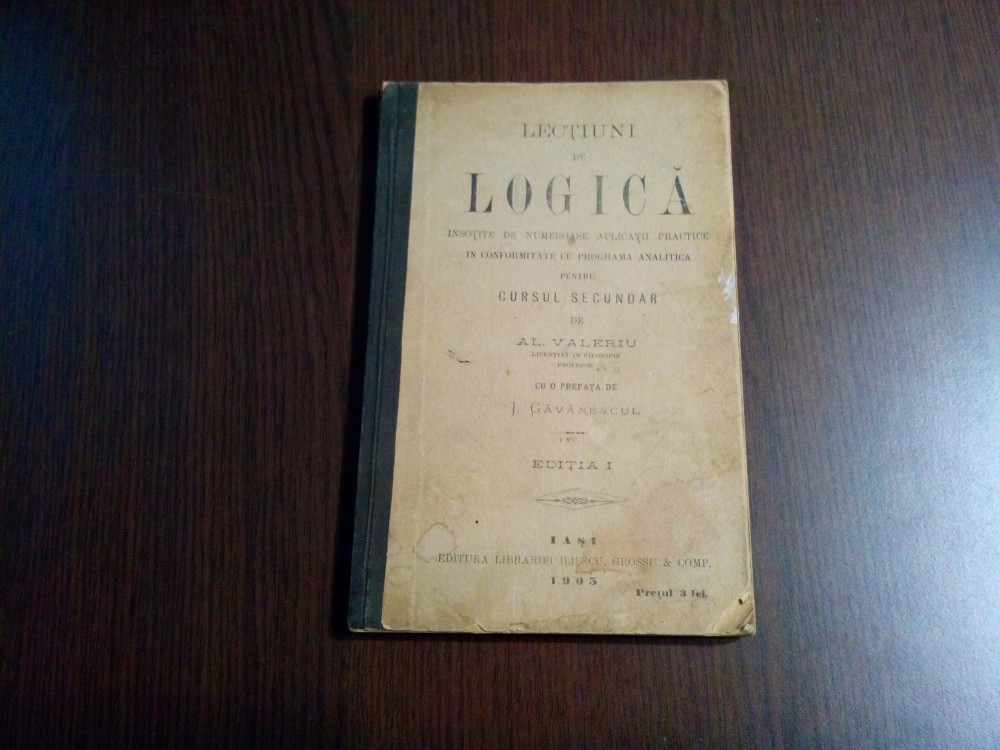 LECȚIUNI
DE
LOGICĂ
INSOȚITE DE NUMEROASE APLICAȚII PRACTICE
IN CONFORMITATE CU PROGRAMA ANALITICA
PENTRU
CURSUL SECUNDAR
DE
AL. VALERIU
LICENȚIAT IN FILOSOFIE
PROFESOR
CU O PREFAȚA DE
J. GĂVĂNESCUL
EDIȚIA I
IAȘI
EDITURA LIBRARIEI ILIESCU, GROSSU & COMP.
1905
Prețul 3 lei.